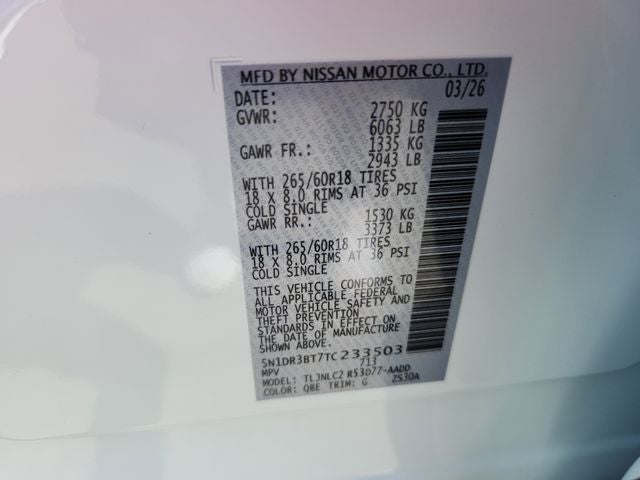 MFD BY NISSAN MOTOR CO., LTD.
DATE: 03/26
GVWR: 2750 KG
6063 LB
GAWR FR.: 1335 KG
2943 LB
WITH 265/60R18 TIRES
18 X 8.0 RIMS AT 36 PSI
COLD SINGLE
GAWR RR.: 1530 KG
3373 LB
WITH 265/60R18 TIRES
18 X 8.0 RIMS AT 36 PSI
COLD SINGLE
THIS VEHICLE CONFORMS TO
ALL APPLICABLE FEDERAL
MOTOR VEHICLE SAFETY AND
THEFT PREVENTION
STANDARDS IN EFFECT ON
THE DATE OF MANUFACTURE
SHOWN ABOVE.
5N1DR3BT7TC233503
MPV 713
MODEL: TLJNLC2 R53D77-AADD
COLOR: QBE TRIM: G 2S30A